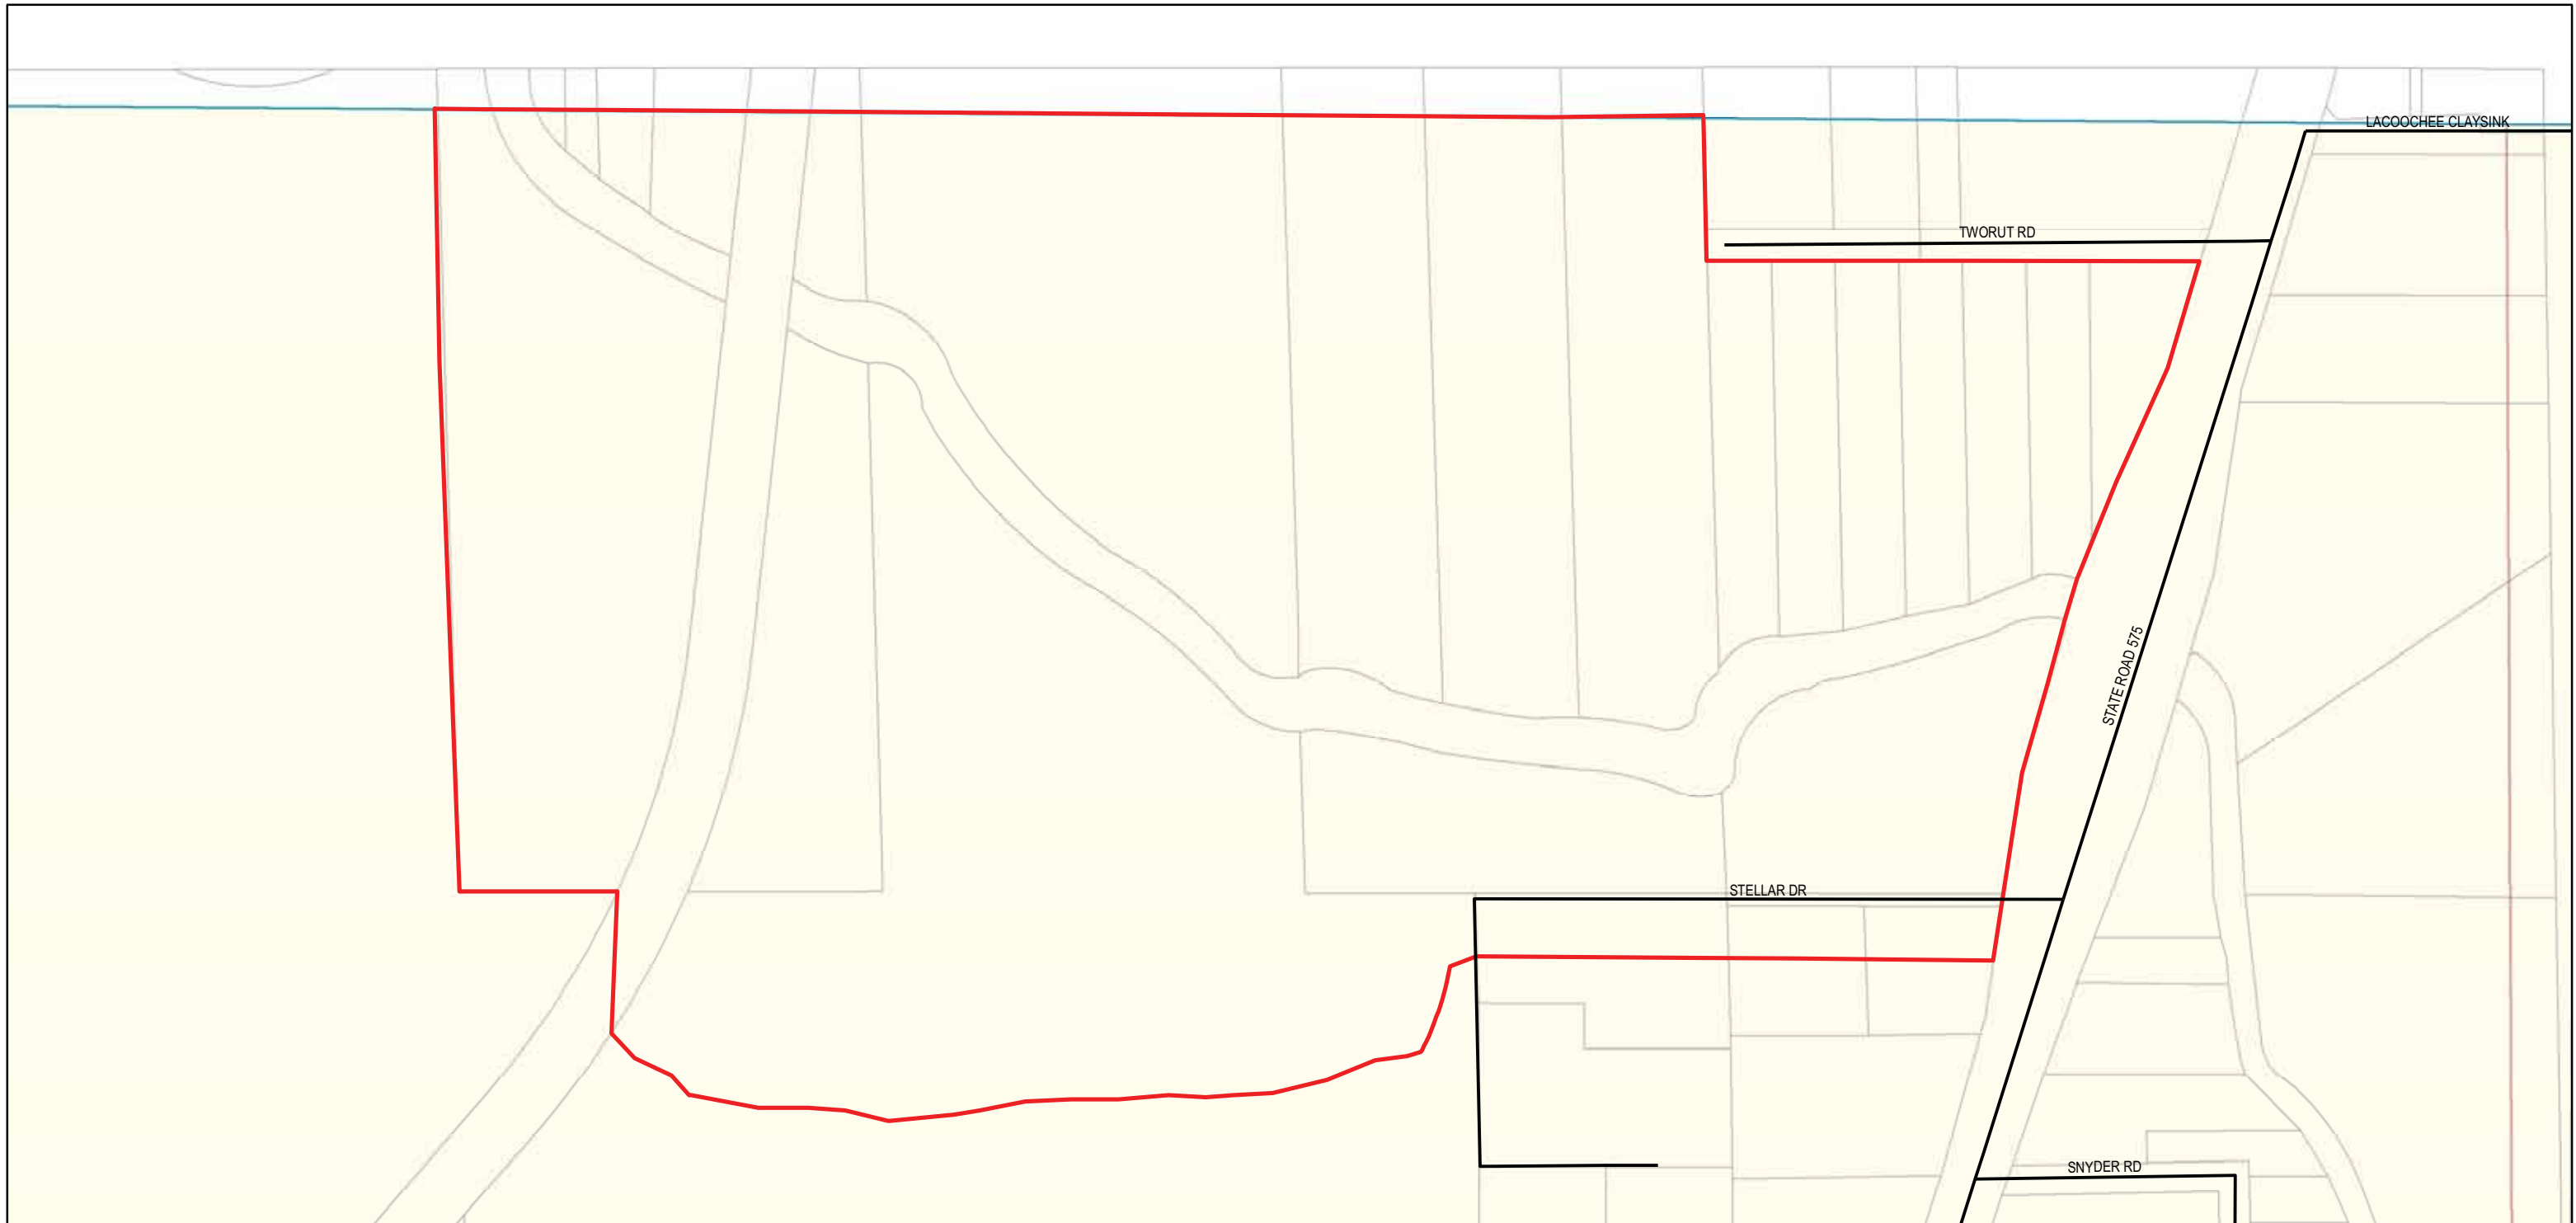 LACOOCHEE CLAYSINK
TWORUT RD
STATE ROAD 575
STELLAR DR
SNYDER RD